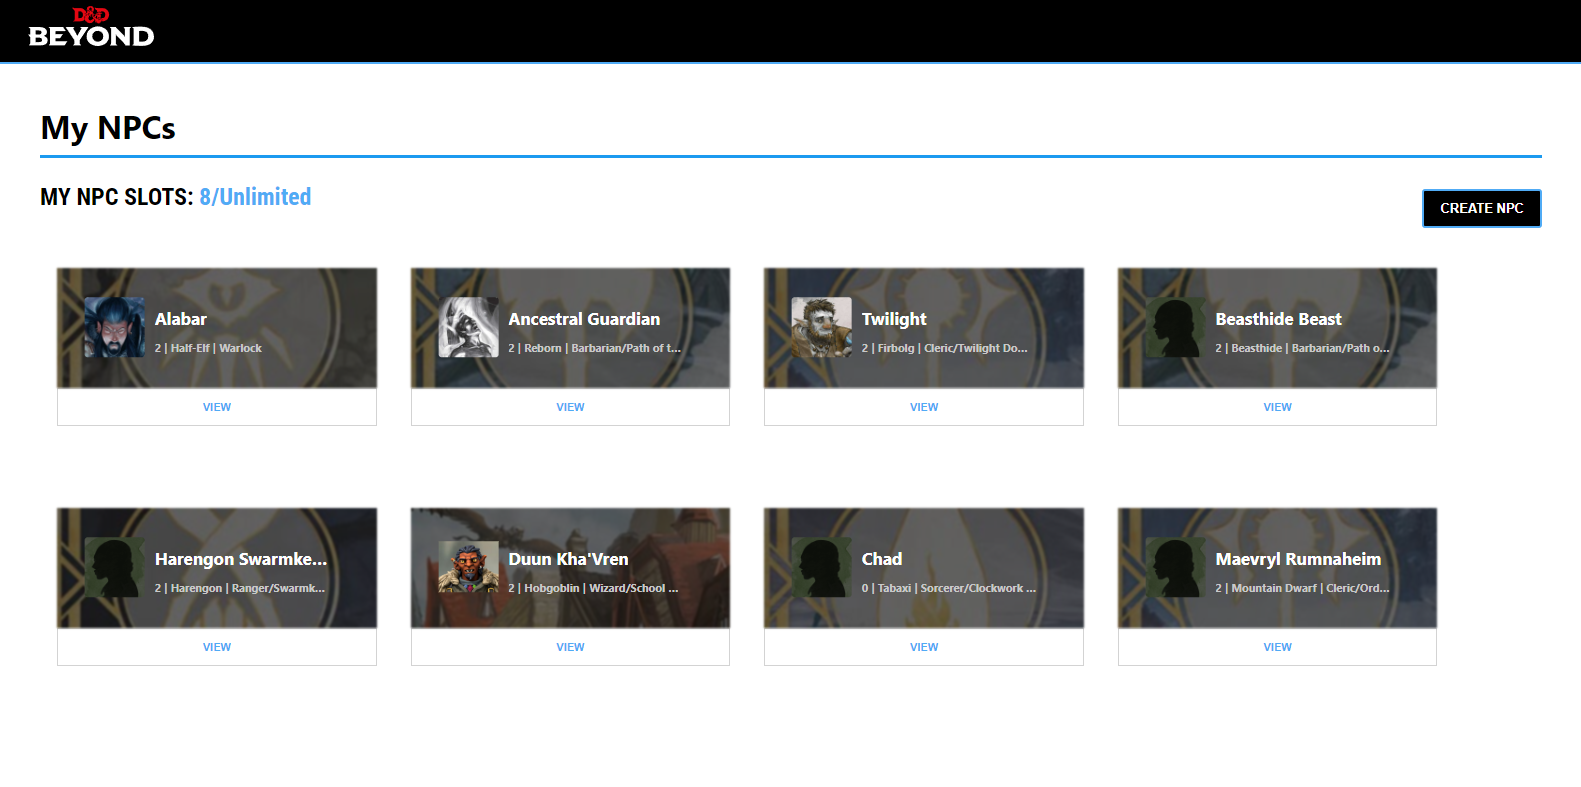 D&D
BEYOND
My NPCs
MY NPC SLOTS: 8/Unlimited
CREATE NPC
Alabar
2 | Half-Elf | Warlock
VIEW
Ancestral Guardian
2 | Reborn | Barbarian/Path of t...
VIEW
Twilight
2 | Firbolg | Cleric/Twilight Do...
VIEW
Beasthide Beast
2 | Beasthide | Barbarian/Path o...
VIEW
Harengon Swarmke...
2 | Harengon | Ranger/Swarmk...
VIEW
Duun Kha'Vren
2 | Hobgoblin | Wizard/School ...
VIEW
Chad
0 | Tabaxi | Sorcerer/Clockwork ...
VIEW
Maevryl Rumnaheim
2 | Mountain Dwarf | Cleric/Ord...
VIEW